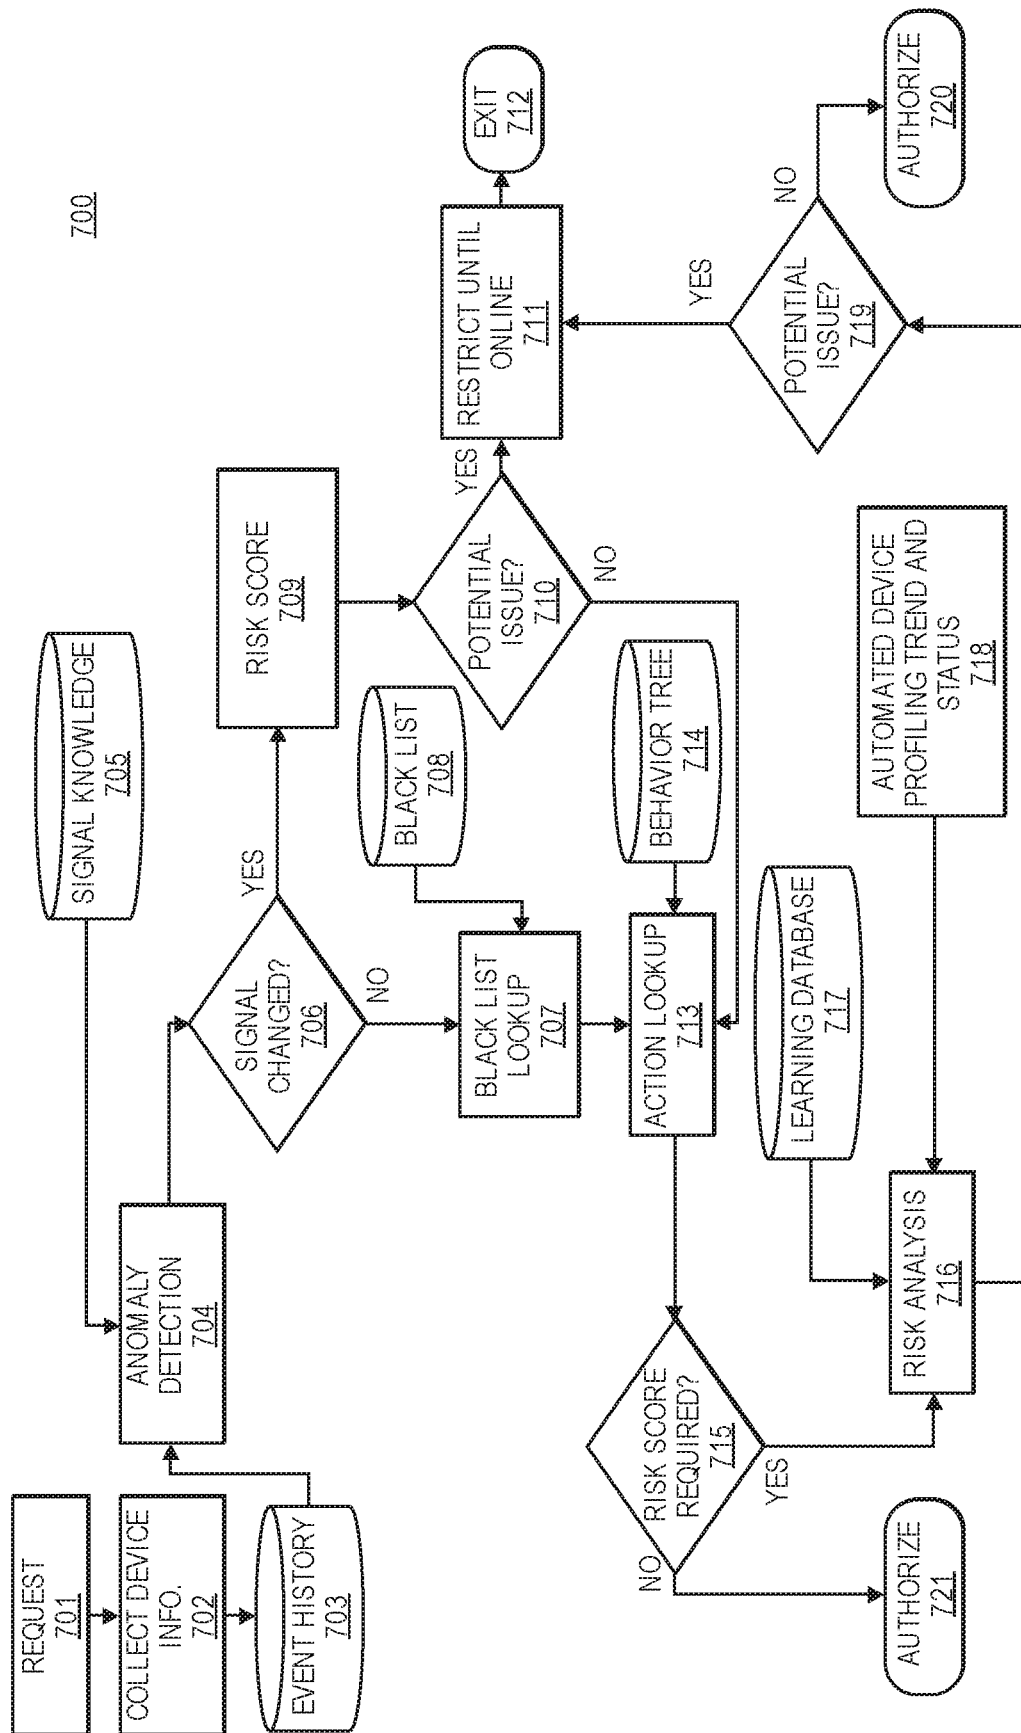 700
REQUEST
701
COLLECT DEVICE
INFO.
702
EVENT HISTORY
703
ANOMALY
DETECTION
704
SIGNAL KNOWLEDGE
705
SIGNAL
CHANGED?
706
YES
NO
BLACK LIST
LOOKUP
707
BLACK LIST
708
RISK SCORE
709
POTENTIAL
ISSUE?
710
YES
NO
RESTRICT UNTIL
ONLINE
711
EXIT
712
ACTION LOOKUP
713
BEHAVIOR TREE
714
RISK SCORE
REQUIRED?
715
NO
YES
RISK ANALYSIS
716
LEARNING DATABASE
717
AUTOMATED DEVICE
PROFILING TREND AND
STATUS
718
POTENTIAL
ISSUE?
719
YES
NO
AUTHORIZE
720
AUTHORIZE
721